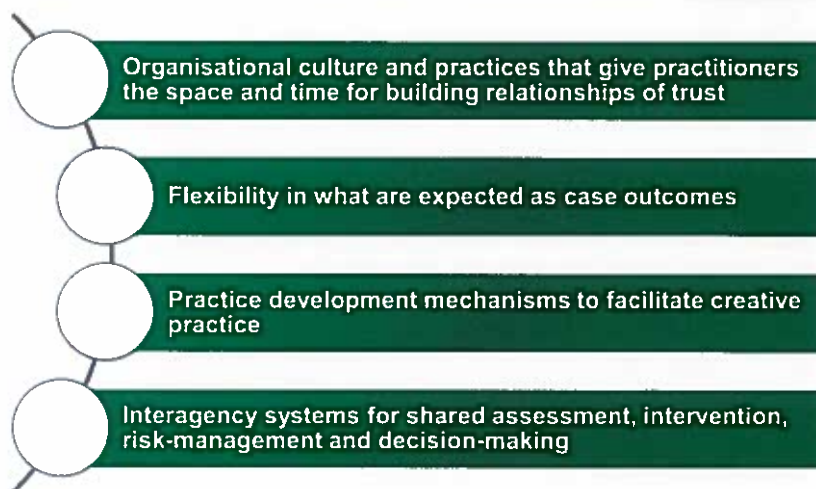 Organisational culture and practices that give practitioners
the space and time for building relationships of trust
Flexibility in what are expected as case outcomes
Practice development mechanisms to facilitate creative
practice
Interagency systems for shared assessment, intervention,
risk-management and decision-making